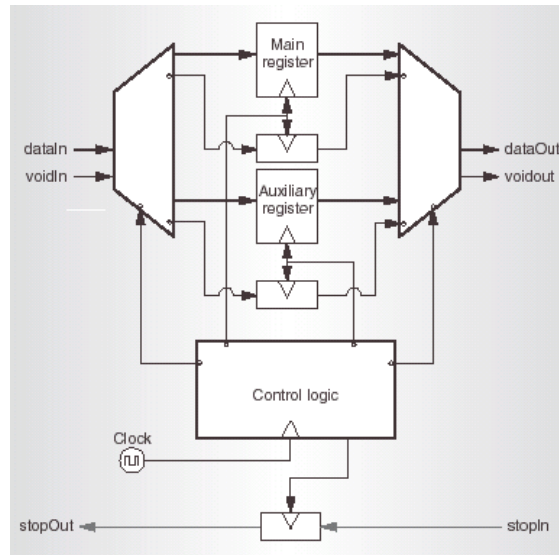 Main
register
dataIn
voidIn
dataOut
voidout
Auxiliary
register
Control logic
Clock
stopOut
stopIn